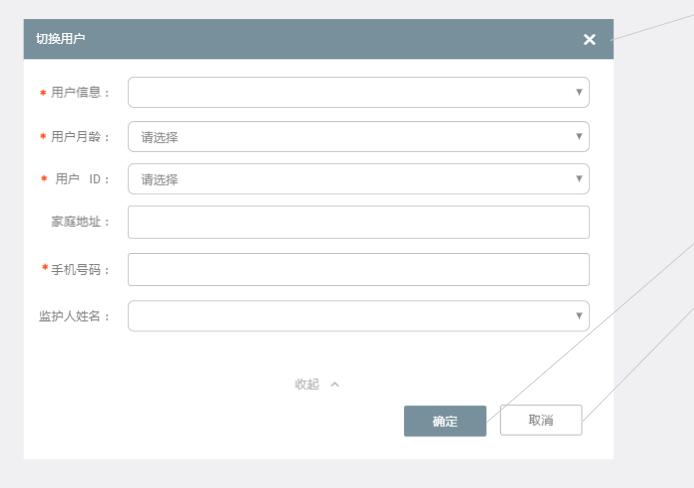 切换用户
* 用户信息：
* 用户月龄： 请选择
* 用户 ID： 请选择
家庭地址：
* 手机号码：
监护人姓名：
收起
确定 取消